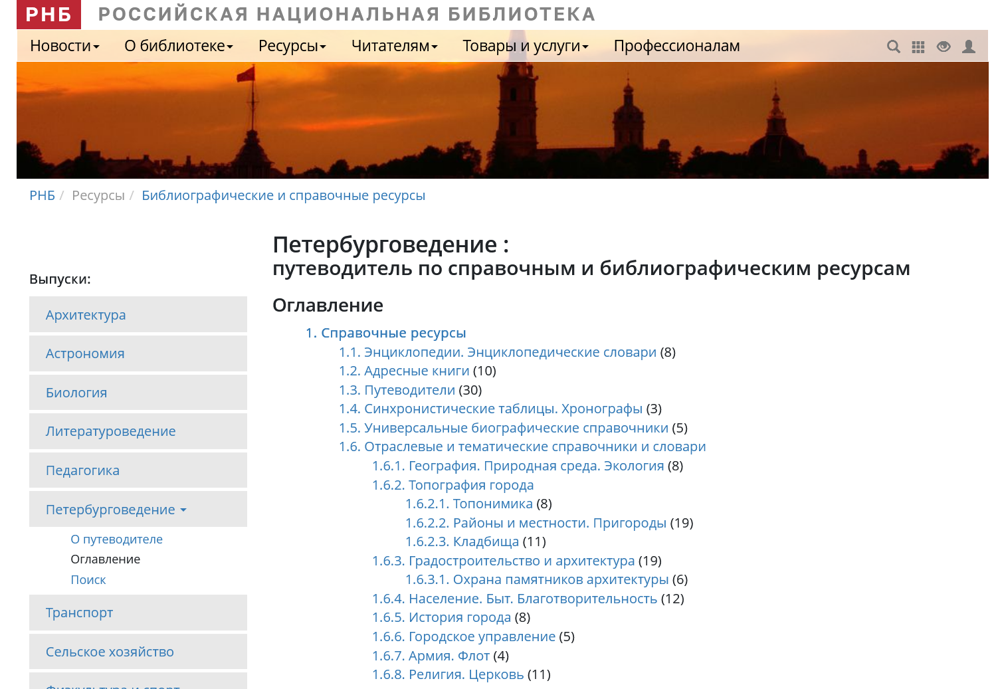 РНБ РОССИЙСКАЯ НАЦИОНАЛЬНАЯ БИБЛИОТЕКА
Новости О библиотеке Ресурсы Читателям Товары и услуги Профессионалам
РНБ / Ресурсы / Библиографические и справочные ресурсы
Выпуски:
Архитектура
Астрономия
Биология
Литературоведение
Педагогика
Петербурговедение
О путеводителе
Оглавление
Поиск
Транспорт
Сельское хозяйство
Физкультура и спорт
Петербурговедение :
путеводитель по справочным и библиографическим ресурсам
Оглавление
1. Справочные ресурсы
1.1. Энциклопедии. Энциклопедические словари (8)
1.2. Адресные книги (10)
1.3. Путеводители (30)
1.4. Синхронистические таблицы. Хронографы (3)
1.5. Универсальные биографические справочники (5)
1.6. Отраслевые и тематические справочники и словари
1.6.1. География. Природная среда. Экология (8)
1.6.2. Топография города
1.6.2.1. Топонимика (8)
1.6.2.2. Районы и местности. Пригороды (19)
1.6.2.3. Кладбища (11)
1.6.3. Градостроительство и архитектура (19)
1.6.3.1. Охрана памятников архитектуры (6)
1.6.4. Население. Быт. Благотворительность (12)
1.6.5. История города (8)
1.6.6. Городское управление (5)
1.6.7. Армия. Флот (4)
1.6.8. Религия. Церковь (11)